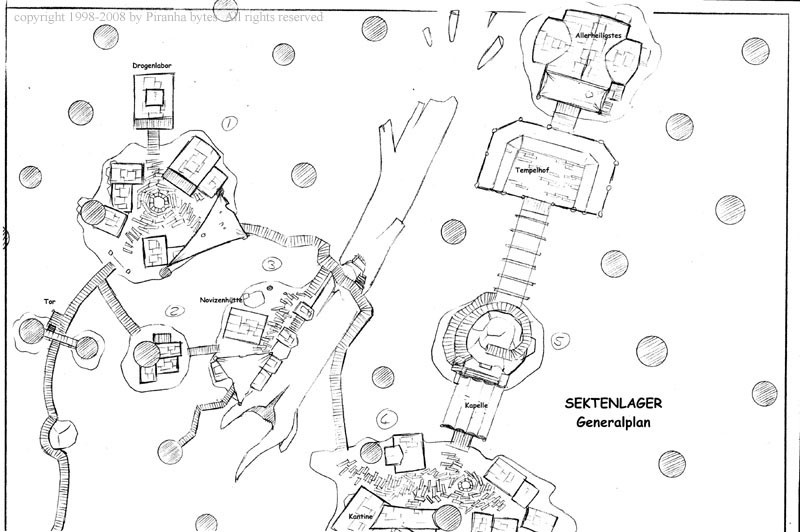 copyright 1998-2008 by Piranha bytes. All rights reserved
Allerheiligstes
Drogenlabor
1
Tempelhof
3
Tor
Novizenhütte
2
5
SEKTENLAGER
Generalplan
Kapelle
4
Kantine